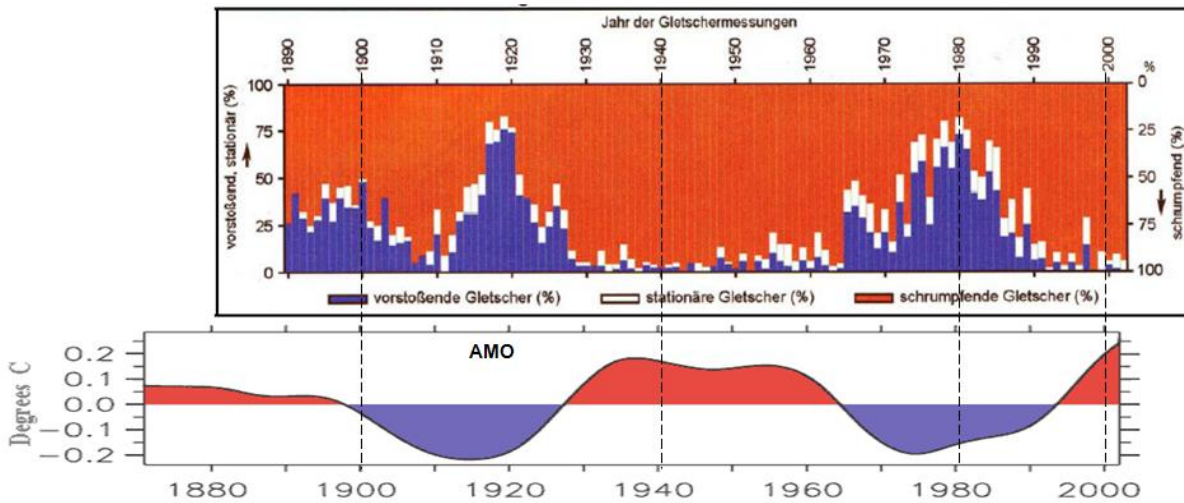 Jahr der Gletschermessungen
1890 1900 1910 1920 1930 1940 1950 1960 1970 1980 1990 2000 %
vorstoßend, stationär (%)
100
75
50
25
0
0
25
50
75
100
schrumpfend (%)
vorstoßende Gletscher (%) stationäre Gletscher (%) schrumpfende Gletscher (%)
AMO
Degrees C
0.2
0.1
0.0
−0.1
−0.2
1880 1900 1920 1940 1960 1980 2000